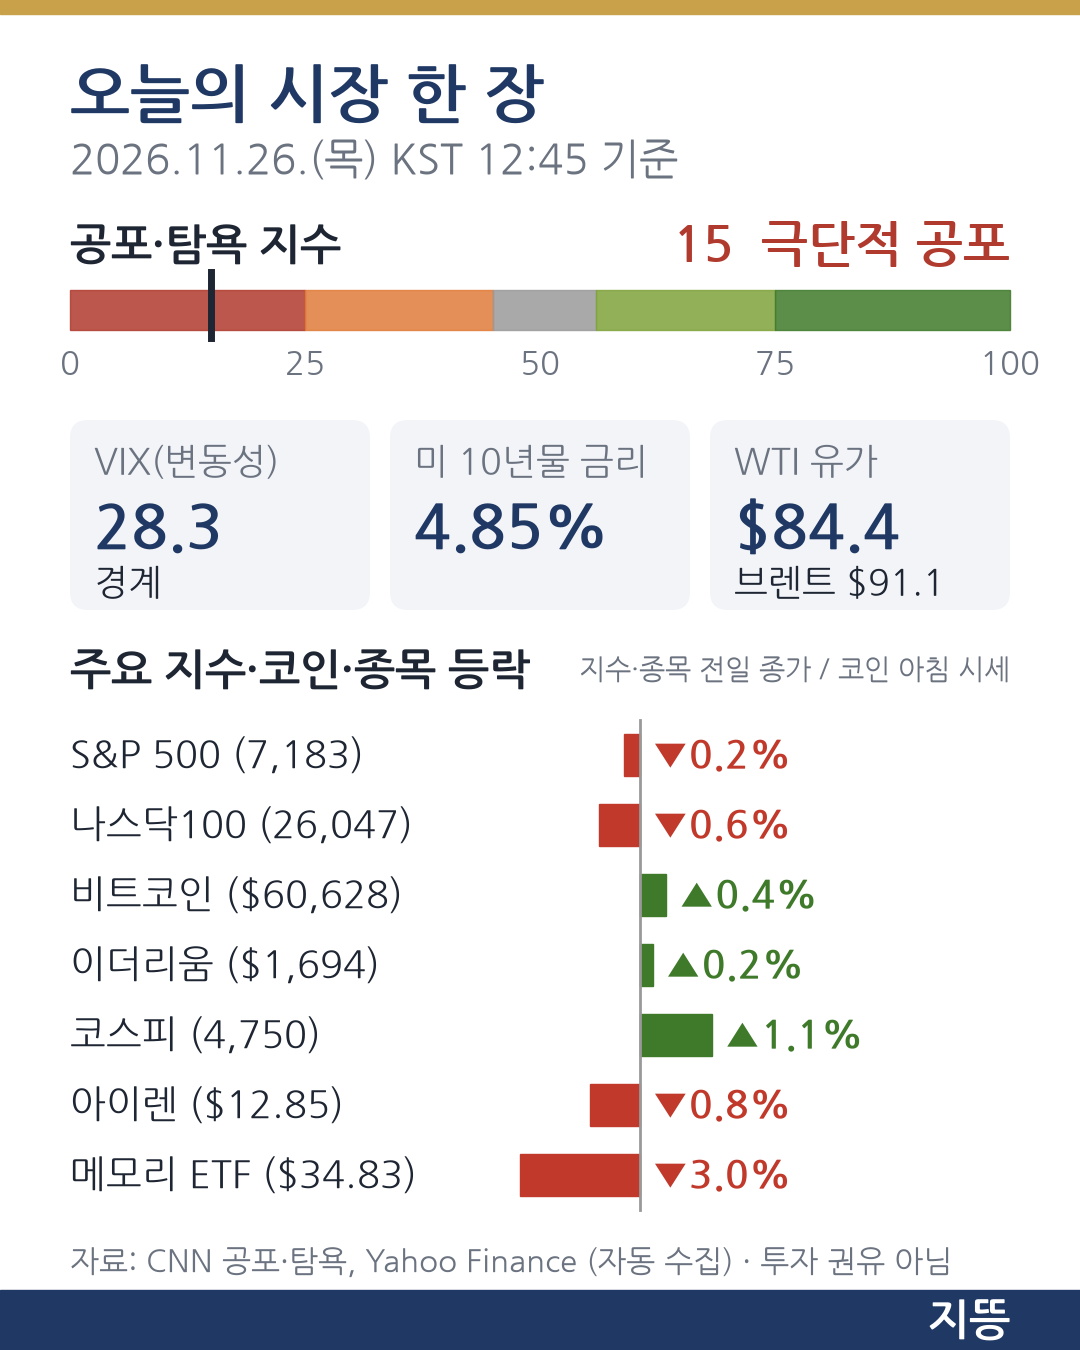 오늘의 시장 한 장
2026.11.26.(목) KST 12:45 기준
공포·탐욕 지수
15 극단적 공포
0 25 50 75 100
VIX(변동성)
28.3
경계
미 10년물 금리
4.85%
WTI 유가
$84.4
브렌트 $91.1
주요 지수·코인·종목 등락
지수·종목 전일 종가 / 코인 아침 시세
S&P 500 (7,183) ▼0.2%
나스닥100 (26,047) ▼0.6%
비트코인 ($60,628) ▲0.4%
이더리움 ($1,694) ▲0.2%
코스피 (4,750) ▲1.1%
아이렌 ($12.85) ▼0.8%
메모리 ETF ($34.83) ▼3.0%
자료: CNN 공포·탐욕, Yahoo Finance (자동 수집) · 투자 권유 아님
지뚱